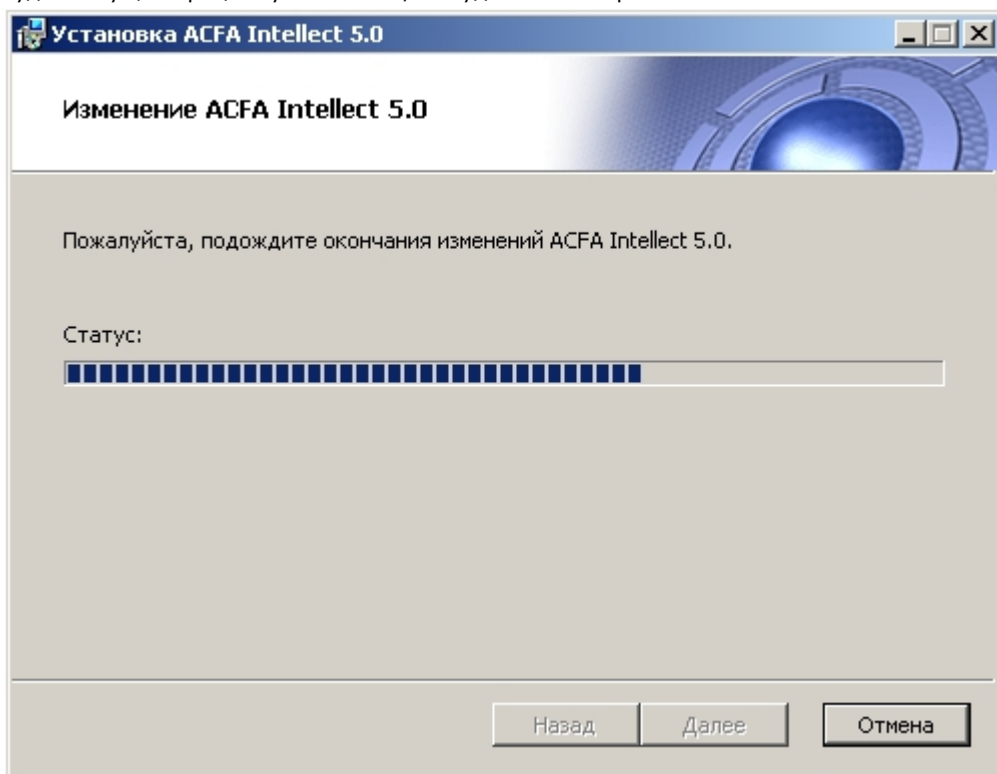 Установка ACFA Intellect 5.0
Изменение ACFA Intellect 5.0
Пожалуйста, подождите окончания изменений ACFA Intellect 5.0.
Статус:
Назад
Далее
Отмена